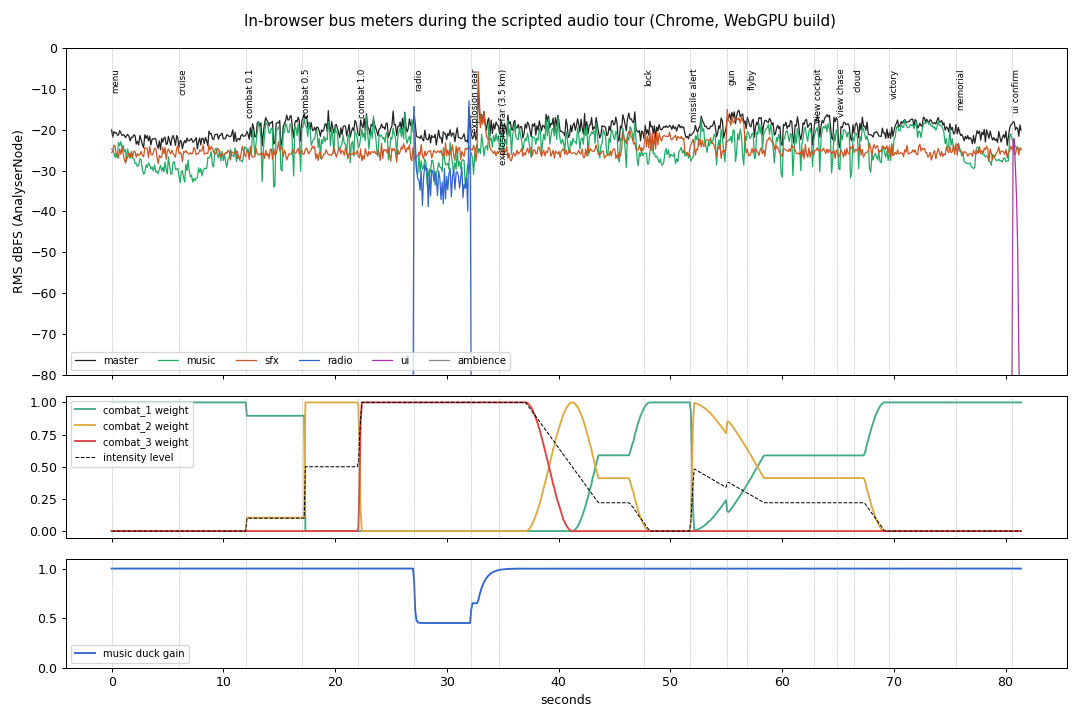 In-browser bus meters during the scripted audio tour (Chrome, WebGPU build)
0
−10
−20
−30
−40
−50
−60
−70
−80
RMS dBFS (AnalyserNode)
menu
cruise
combat 0.1
combat 0.5
combat 1.0
radio
explosion near
explosion far (3.5 km)
lock
missile alert
gun
flyby
view cockpit
view chase
cloud
victory
memorial
ui confirm
master music sfx radio ui ambience
1.00
0.75
0.50
0.25
0.00
combat_1 weight
combat_2 weight
combat_3 weight
intensity level
1.0
0.5
0.0
music duck gain
0 10 20 30 40 50 60 70 80
seconds